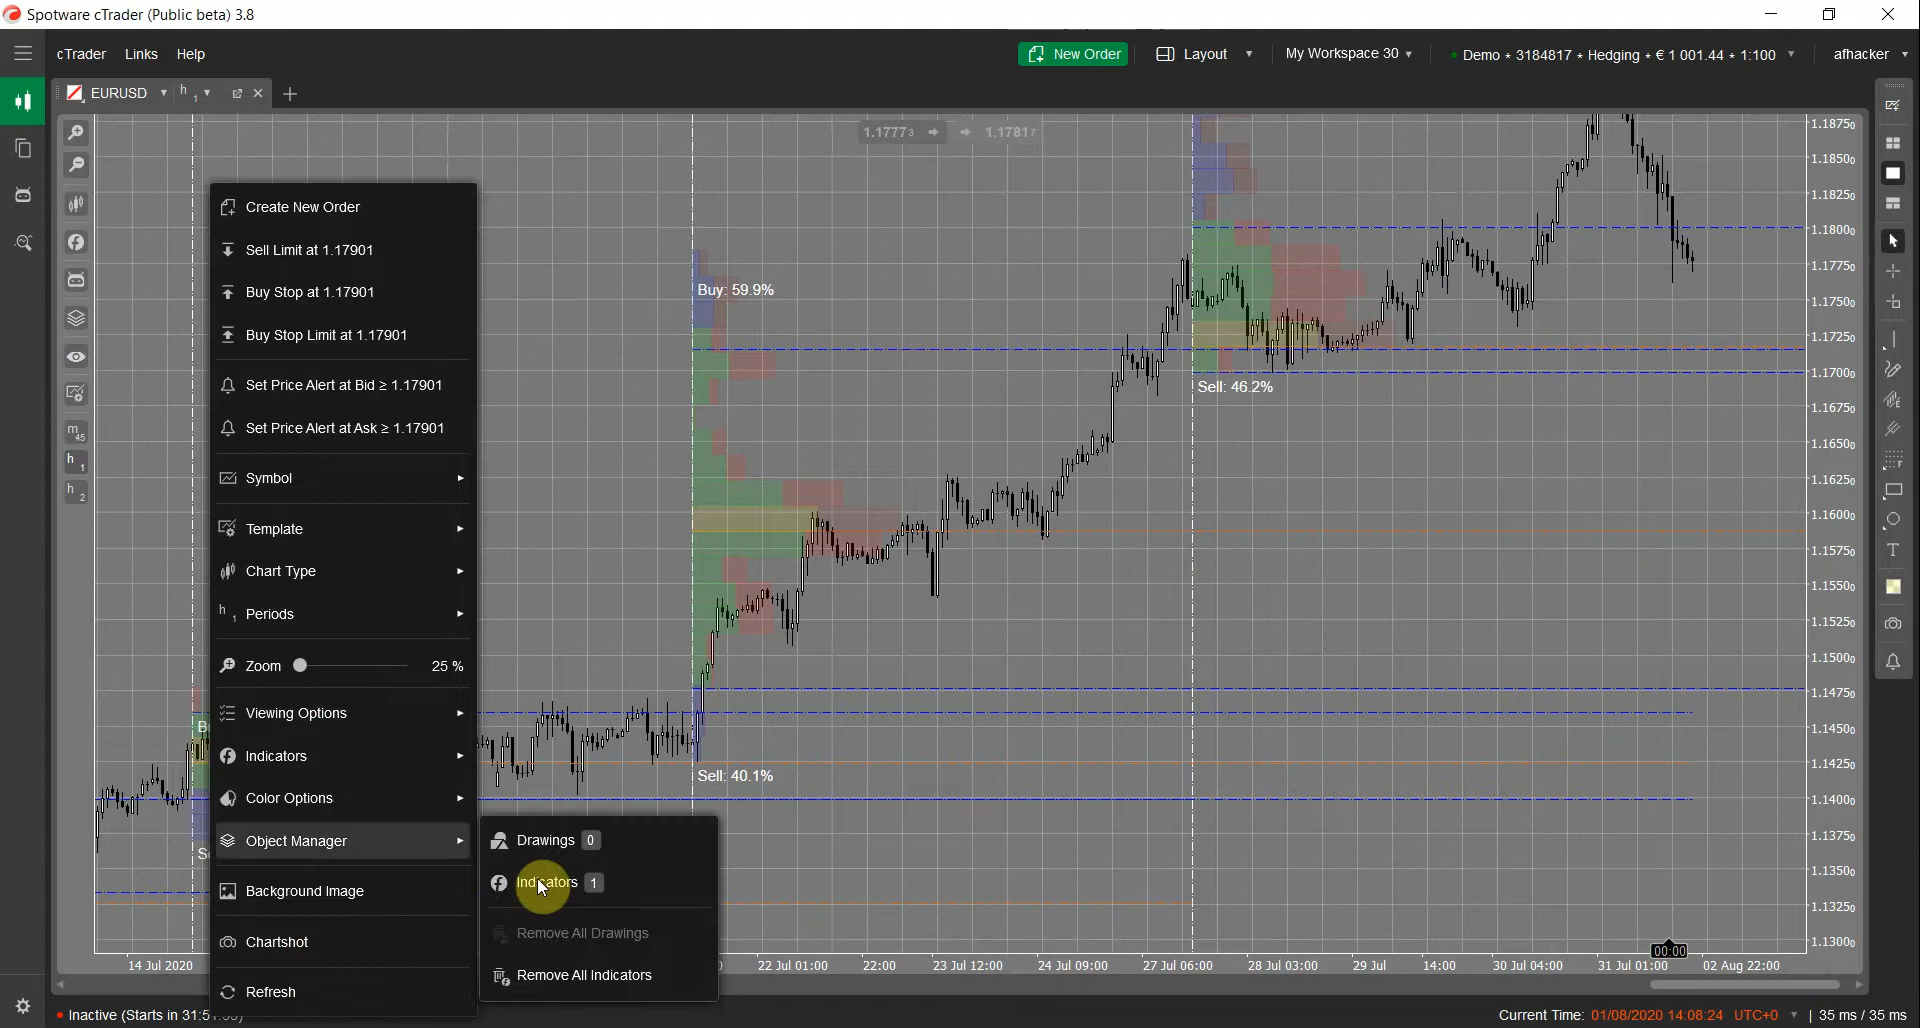 Spotware cTrader (Public beta) 3.8
cTrader Links Help
New Order
Layout
My Workspace 30
Demo • 3184817 • Hedging • € 1 001.44 • 1:100
afhacker
EURUSD h1
1.17773 1.18177
Create New Order
Sell Limit at 1.17901
Buy Stop at 1.17901
Buy Stop Limit at 1.17901
Set Price Alert at Bid ≥ 1.17901
Set Price Alert at Ask ≥ 1.17901
Symbol
Template
Chart Type
h1 Periods
Zoom 25 %
Viewing Options
Indicators
Color Options
Object Manager
Background Image
Chartshot
Refresh
Drawings 0
Indicators 1
Remove All Drawings
Remove All Indicators
m45
h1
h2
Buy: 59.9%
Sell: 40.1%
Sell: 46.2%
1.18750
1.18500
1.18250
1.18000
1.17750
1.17500
1.17250
1.17000
1.16750
1.16500
1.16250
1.16000
1.15750
1.15500
1.15250
1.15000
1.14750
1.14500
1.14250
1.14000
1.13750
1.13500
1.13250
1.13000
00:00
14 Jul 2020 22 Jul 01:00 22:00 23 Jul 12:00 24 Jul 09:00 27 Jul 06:00 28 Jul 03:00 29 Jul 14:00 30 Jul 04:00 31 Jul 01:00 02 Aug 22:00
Inactive (Starts in
Current Time: 01/08/2020 14:08:24 UTC+0 | 35 ms / 35 ms